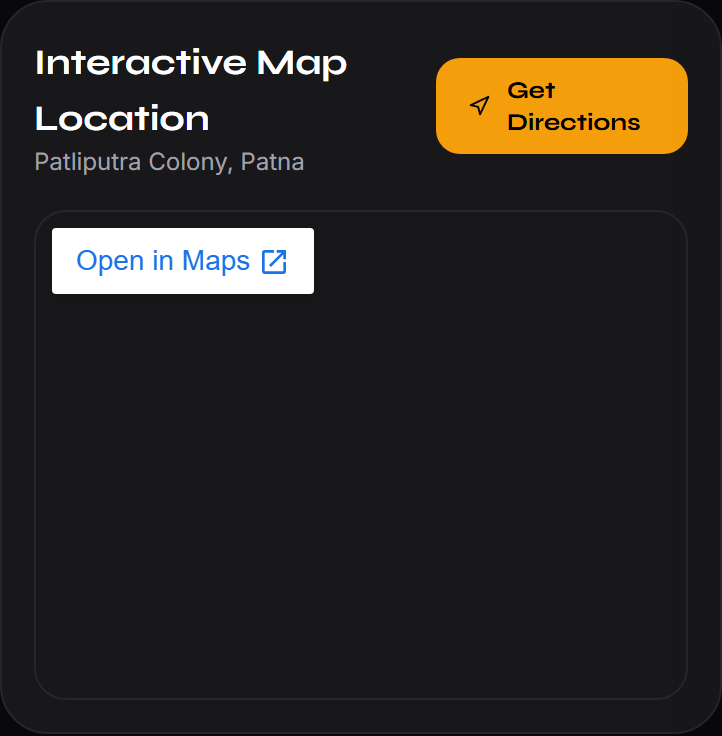 Interactive Map
Location
Patliputra Colony, Patna
Get
Directions
Open in Maps